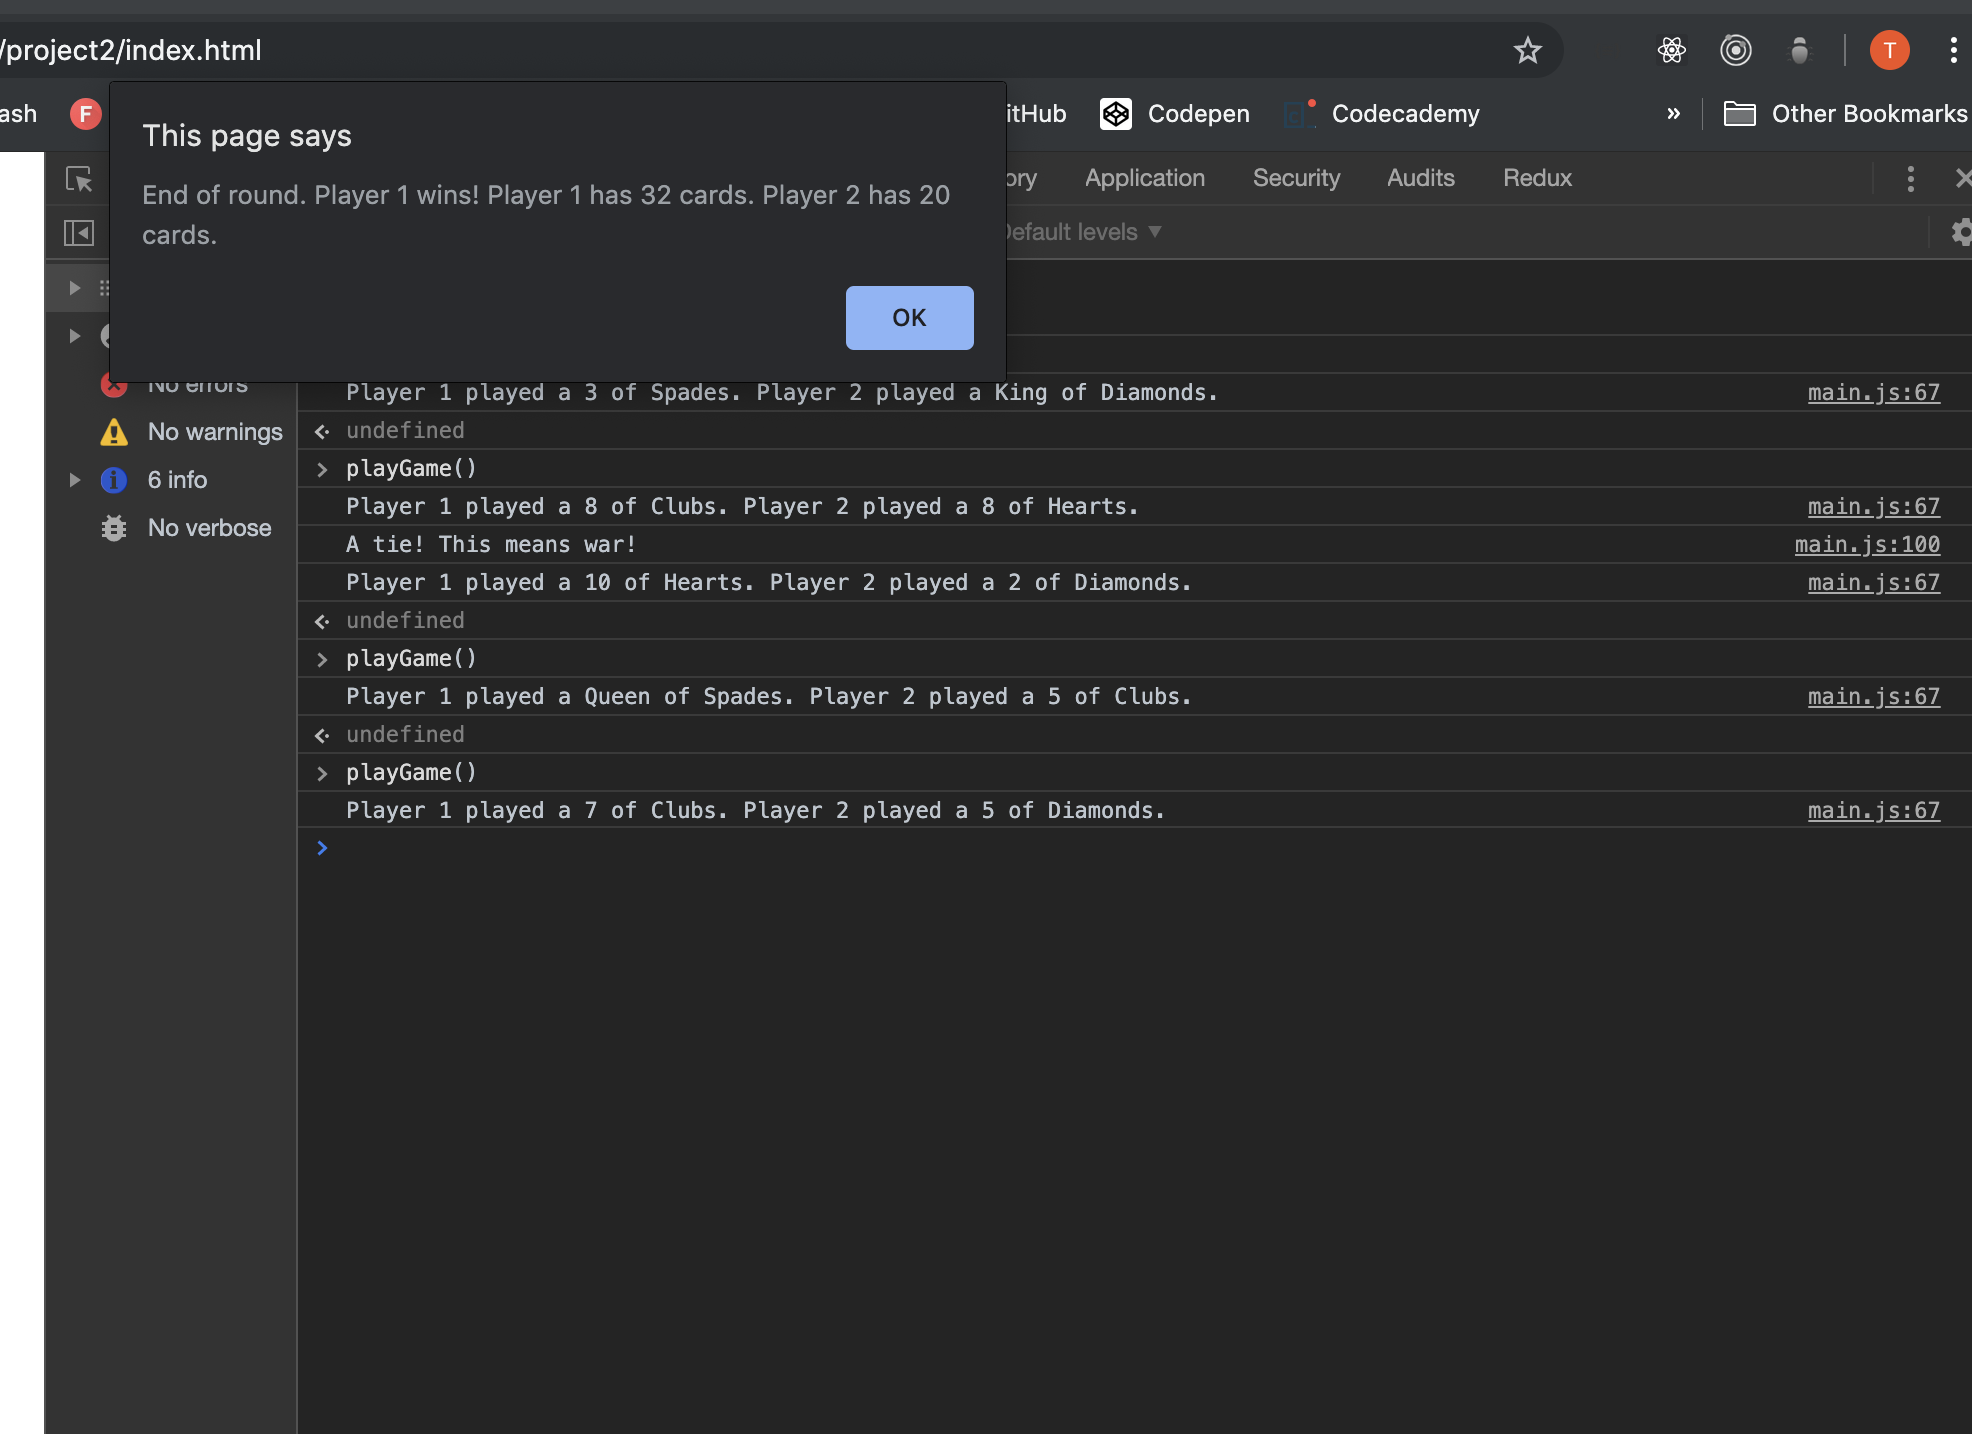 /project2/index.html
T
ash
F
itHub
Codepen
Codecademy
»
Other Bookmarks
This page says
End of round. Player 1 wins! Player 1 has 32 cards. Player 2 has 20
cards.
OK
ory
Application
Security
Audits
Redux
Default levels
No errors
No warnings
6 info
No verbose
Player 1 played a 3 of Spades. Player 2 played a King of Diamonds. main.js:67
undefined
playGame()
Player 1 played a 8 of Clubs. Player 2 played a 8 of Hearts. main.js:67
A tie! This means war! main.js:100
Player 1 played a 10 of Hearts. Player 2 played a 2 of Diamonds. main.js:67
undefined
playGame()
Player 1 played a Queen of Spades. Player 2 played a 5 of Clubs. main.js:67
undefined
playGame()
Player 1 played a 7 of Clubs. Player 2 played a 5 of Diamonds. main.js:67